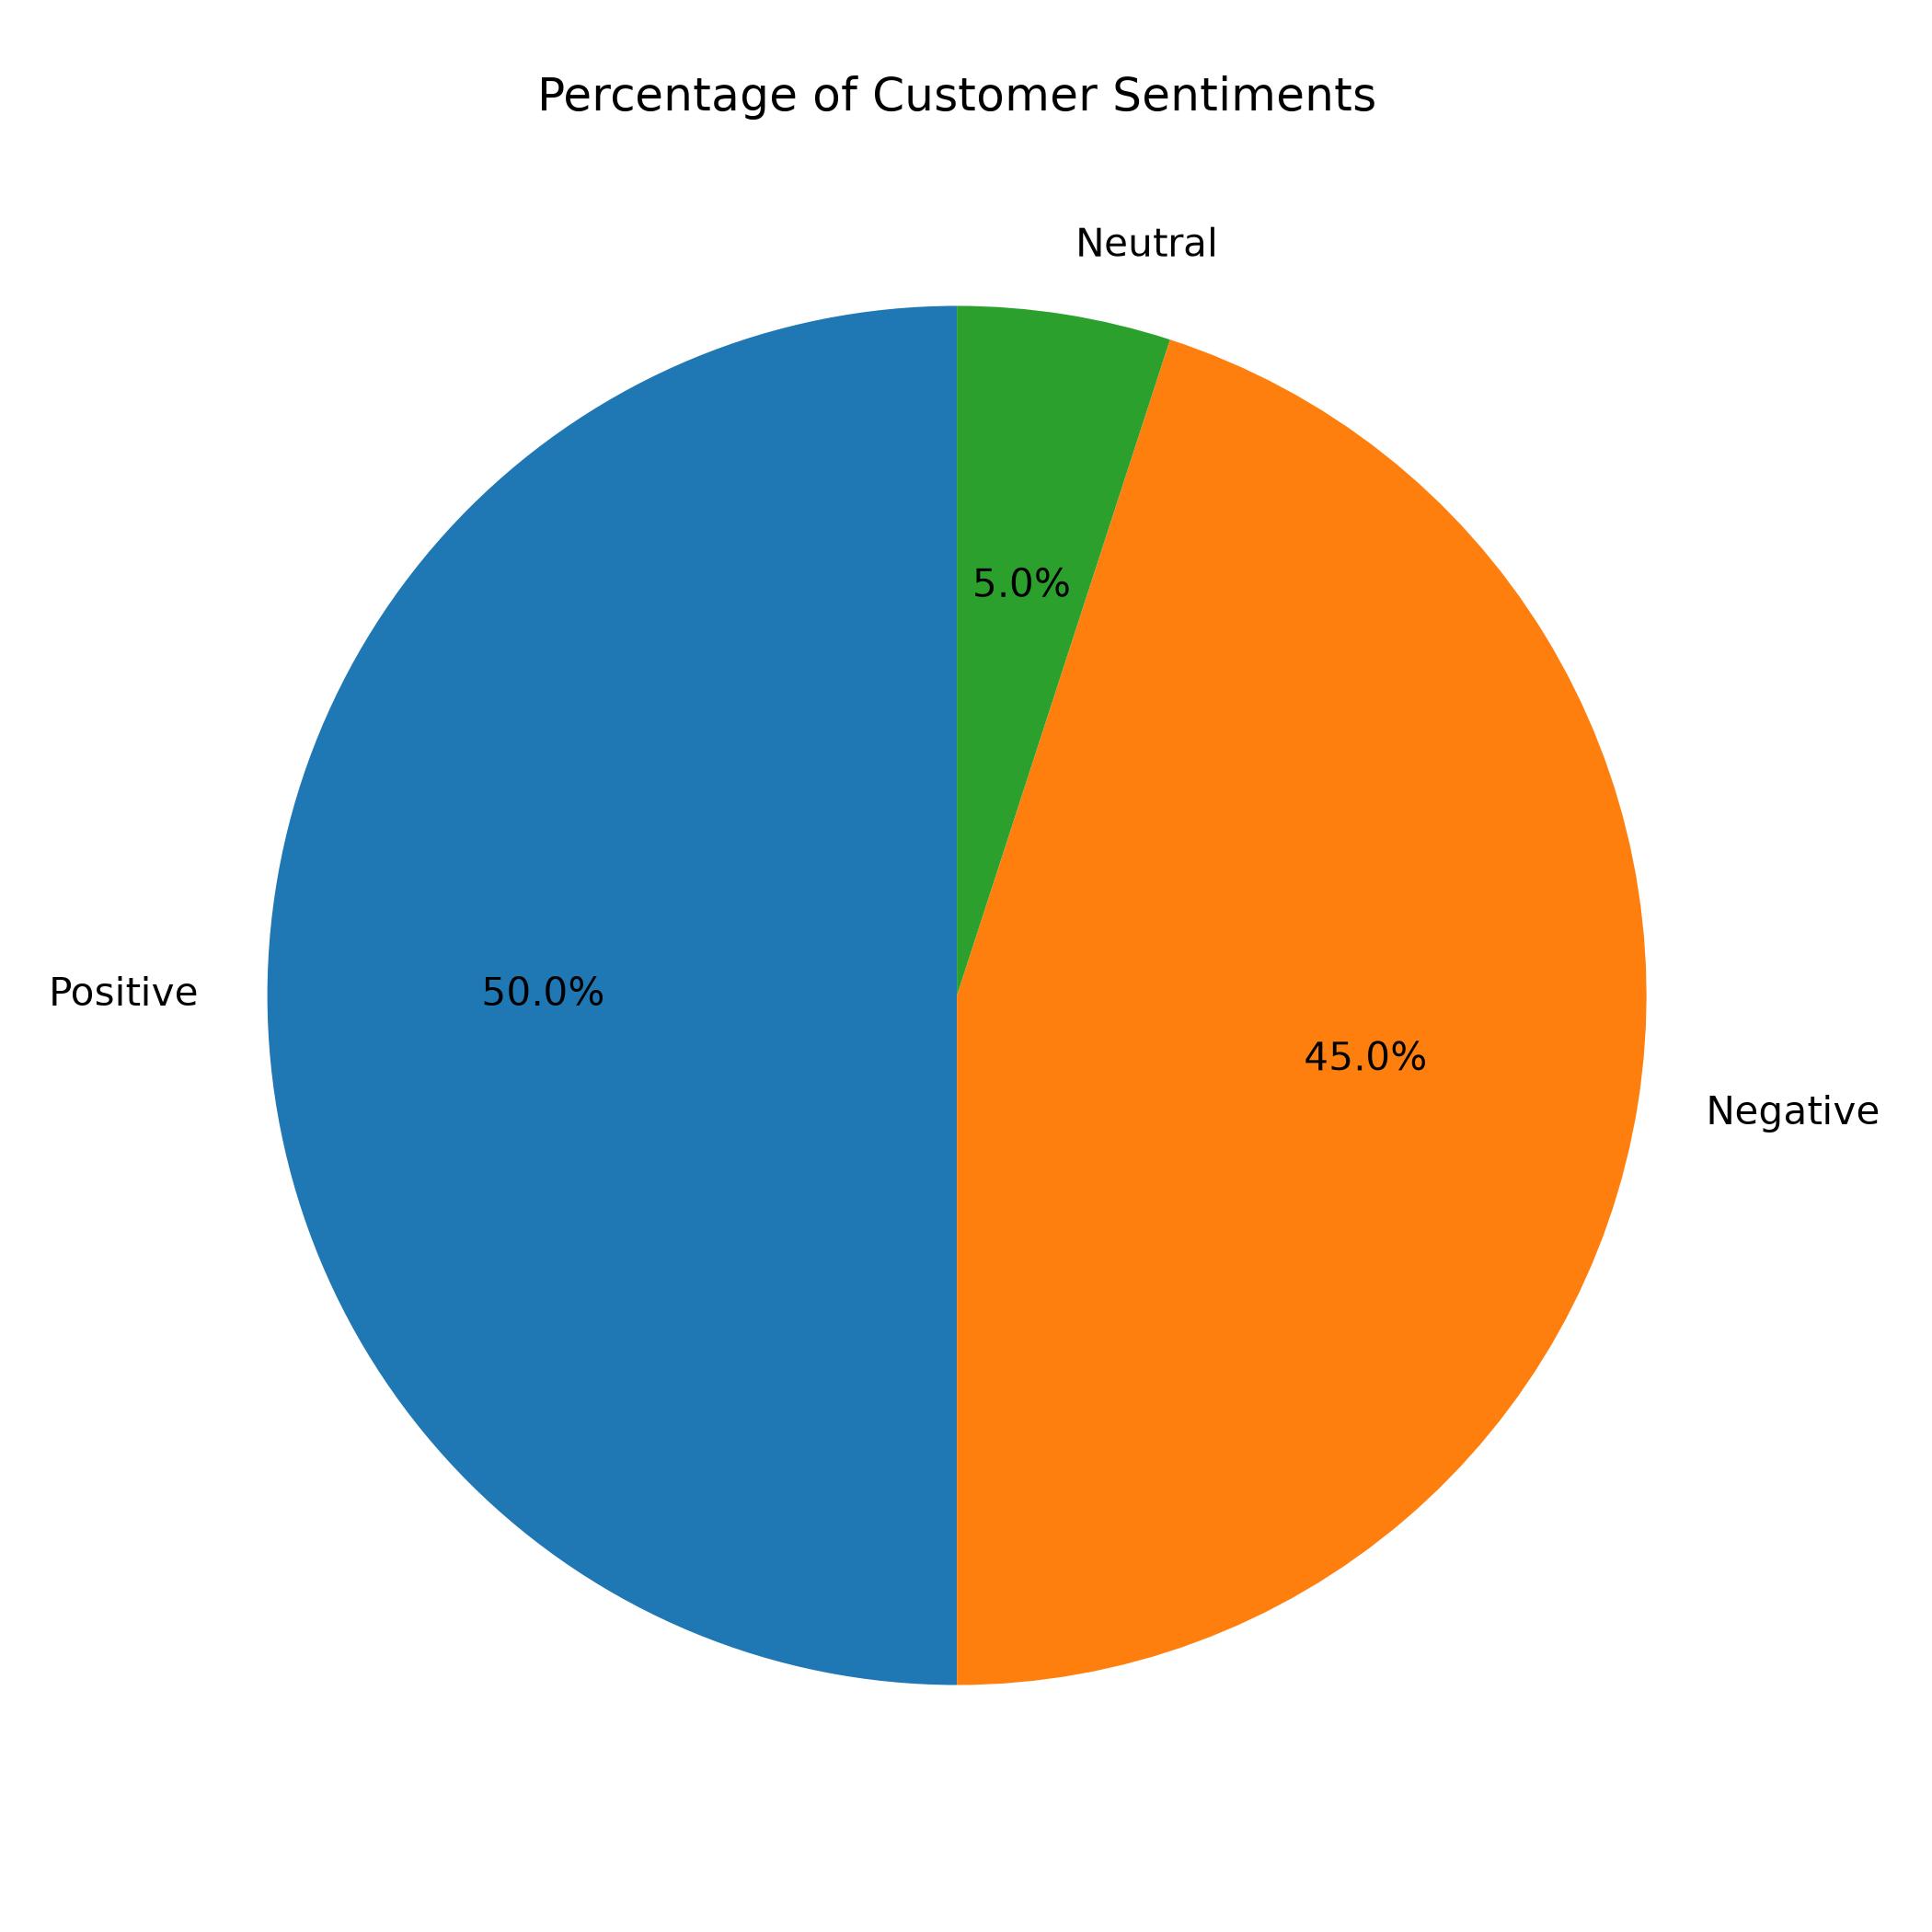 Percentage of Customer Sentiments
Neutral
5.0%
Positive
50.0%
45.0%
Negative